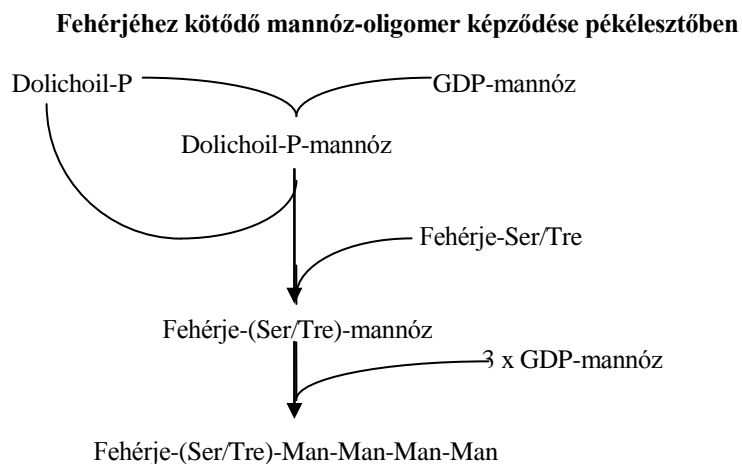 Fehérjéhez kötődő mannóz-oligomer képződése pékélesztőben
Dolichoil-P
GDP-mannóz
Dolichoil-P-mannóz
Fehérje-Ser/Tre
Fehérje-(Ser/Tre)-mannóz
3 x GDP-mannóz
Fehérje-(Ser/Tre)-Man-Man-Man-Man